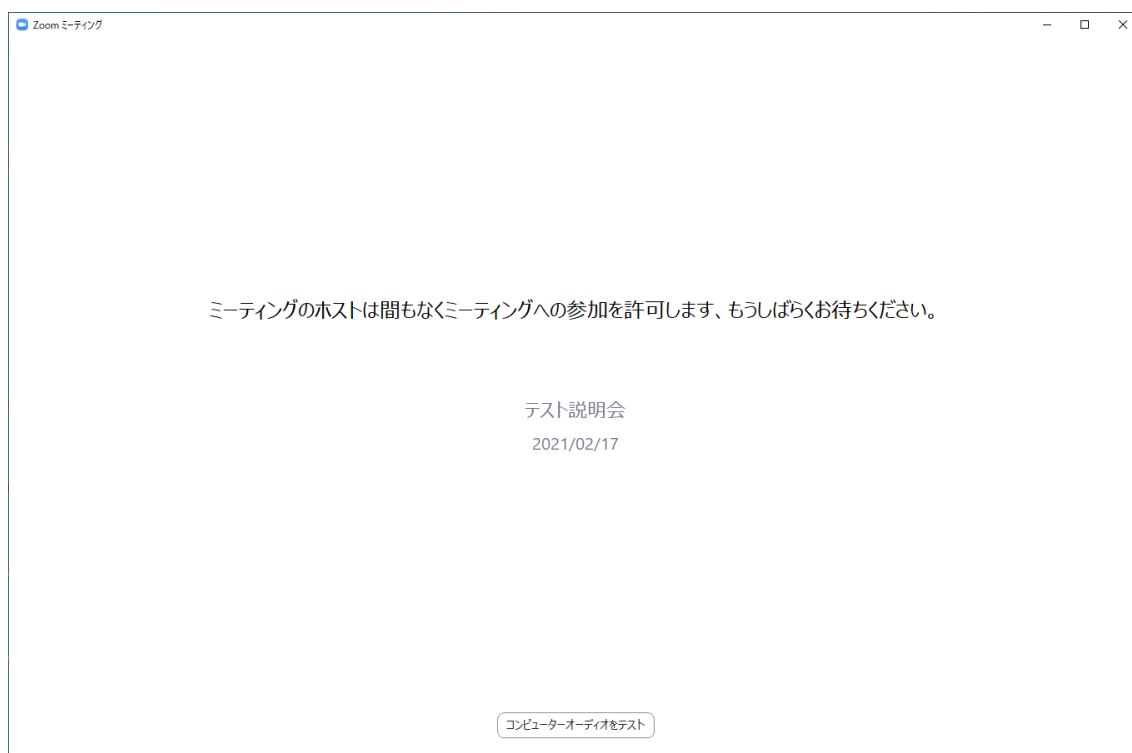 Zoom ミーティング
ミーティングのホストは間もなくミーティングへの参加を許可します、もうしばらくお待ちください。
テスト説明会
2021/02/17
コンピューターオーディオをテスト